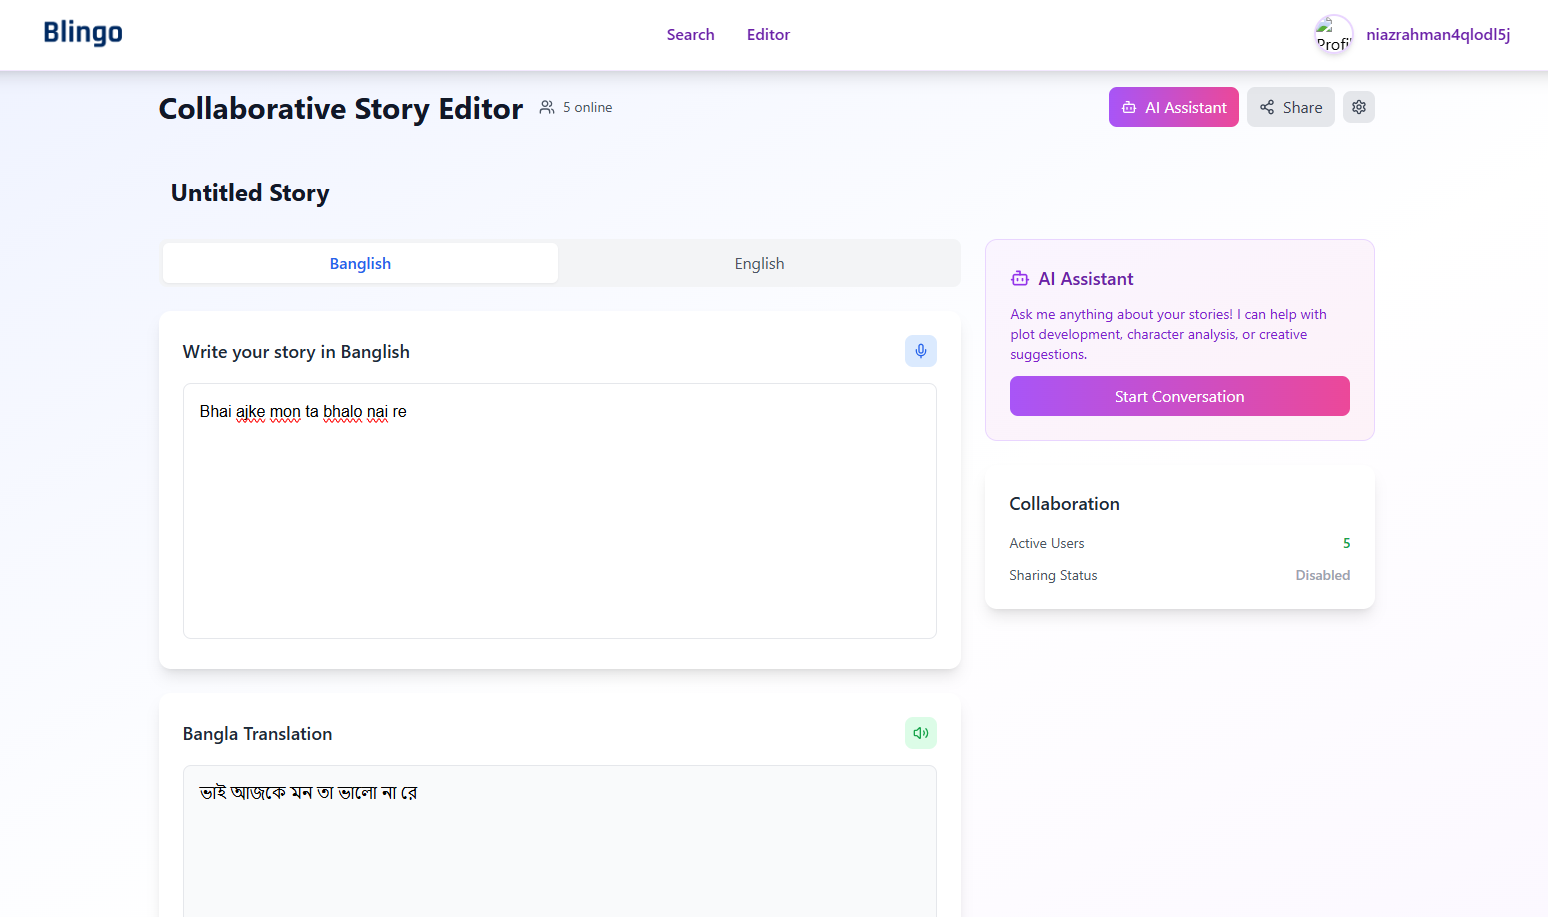 Blingo
Search
Editor
Profi
niazrahman4qlodl5j
Collaborative Story Editor
5 online
AI Assistant
Share
Untitled Story
Banglish
English
Write your story in Banglish
Bhai ajke mon ta bhalo nai re
Bangla Translation
ভাই আজকে মন তা ভালো না রে
AI Assistant
Ask me anything about your stories! I can help with
plot development, character analysis, or creative
suggestions.
Start Conversation
Collaboration
Active Users
5
Sharing Status
Disabled